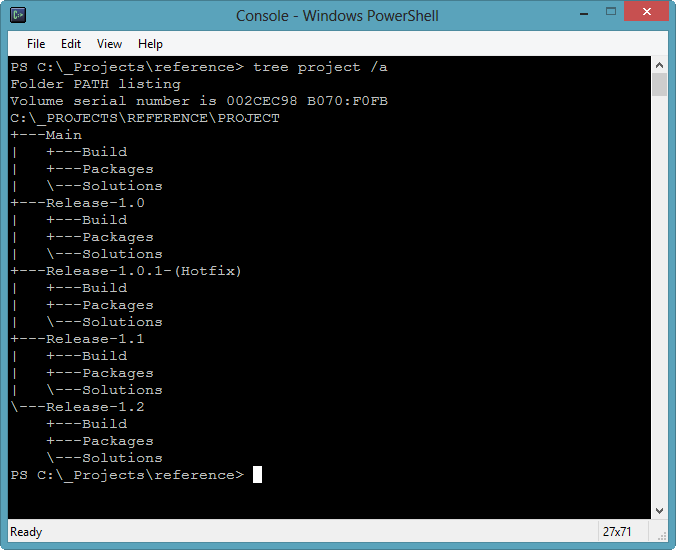 Console - Windows PowerShell
File Edit View Help
PS C:\_Projects\reference> tree project /a
Folder PATH listing
Volume serial number is 002CEC98 B070:F0FB
C:\_PROJECTS\REFERENCE\PROJECT
+---Main
|   +---Build
|   +---Packages
|   \---Solutions
+---Release-1.0
|   +---Build
|   +---Packages
|   \---Solutions
+---Release-1.0.1-(Hotfix)
|   +---Build
|   +---Packages
|   \---Solutions
+---Release-1.1
|   +---Build
|   +---Packages
|   \---Solutions
\---Release-1.2
    +---Build
    +---Packages
    \---Solutions
PS C:\_Projects\reference>
Ready 27x71